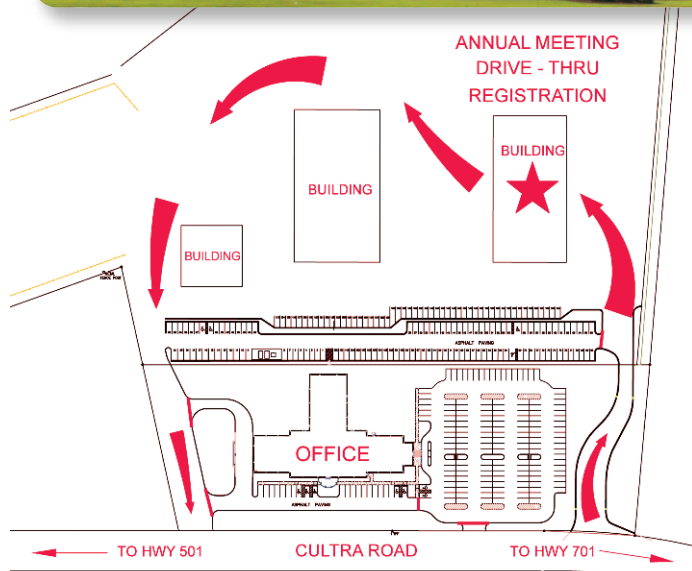 ANNUAL MEETING
DRIVE - THRU
REGISTRATION
BUILDING
BUILDING
BUILDING
ASPHALT PAVING
OFFICE
ASPHALT PAVING
TO HWY 501
CULTRA ROAD
TO HWY 701